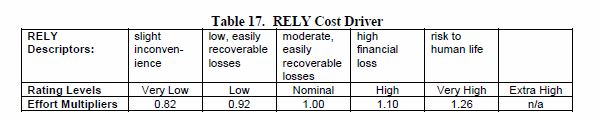 Table 17. RELY Cost Driver
RELY Descriptors: slight inconven-ience low, easily recoverable losses moderate, easily recoverable losses high financial loss risk to human life
Rating Levels Very Low Low Nominal High Very High Extra High
Effort Multipliers 0.82 0.92 1.00 1.10 1.26 n/a